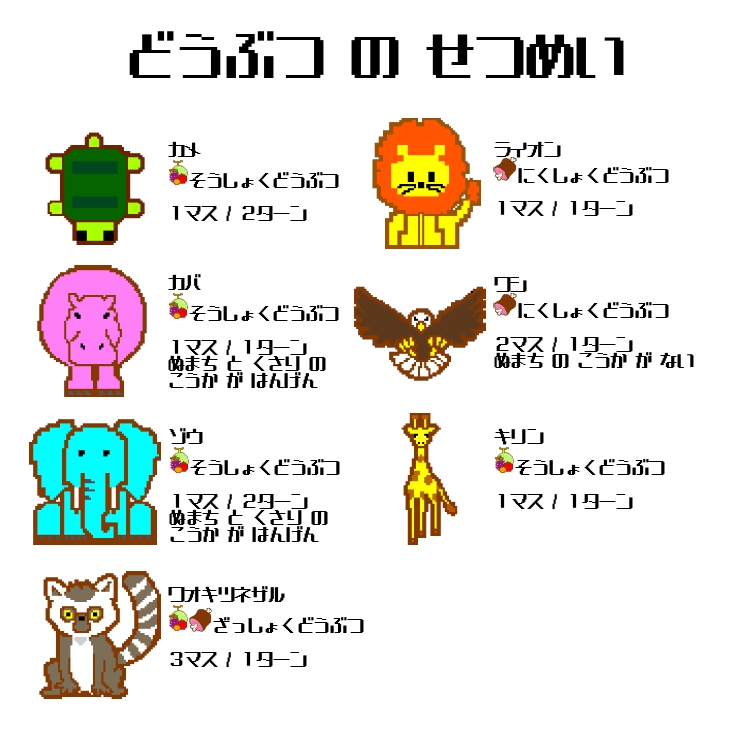 どうぶつ の せつめい
カメ
そうしょくどうぶつ
1マス / 2ターン
ライオン
にくしょくどうぶつ
1マス / 1ターン
カバ
そうしょくどうぶつ
1マス / 1ターン
ぬまち と くさり の
こうか が はんげん
ワシ
にくしょくどうぶつ
2マス / 1ターン
ぬまち の こうか が ない
ゾウ
そうしょくどうぶつ
1マス / 2ターン
ぬまち と くさり の
こうか が はんげん
キリン
そうしょくどうぶつ
1マス / 1ターン
ワオキツネザル
ざっしょくどうぶつ
3マス / 1ターン